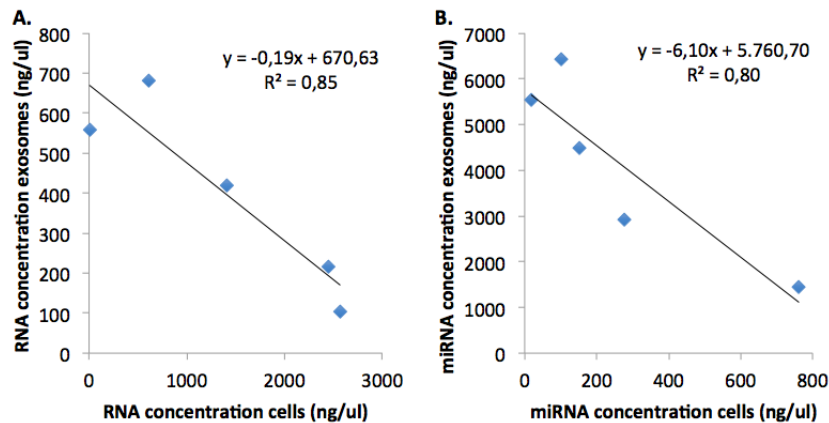 A.
RNA concentration exosomes (ng/ul)
800
700
600
500
400
300
200
100
0
y = -0,19x + 670,63
R² = 0,85
0 1000 2000 3000
RNA concentration cells (ng/ul)
B.
miRNA concentration exosomes (ng/ul)
7000
6000
5000
4000
3000
2000
1000
0
y = -6,10x + 5.760,70
R² = 0,80
0 200 400 600 800
miRNA concentration cells (ng/ul)